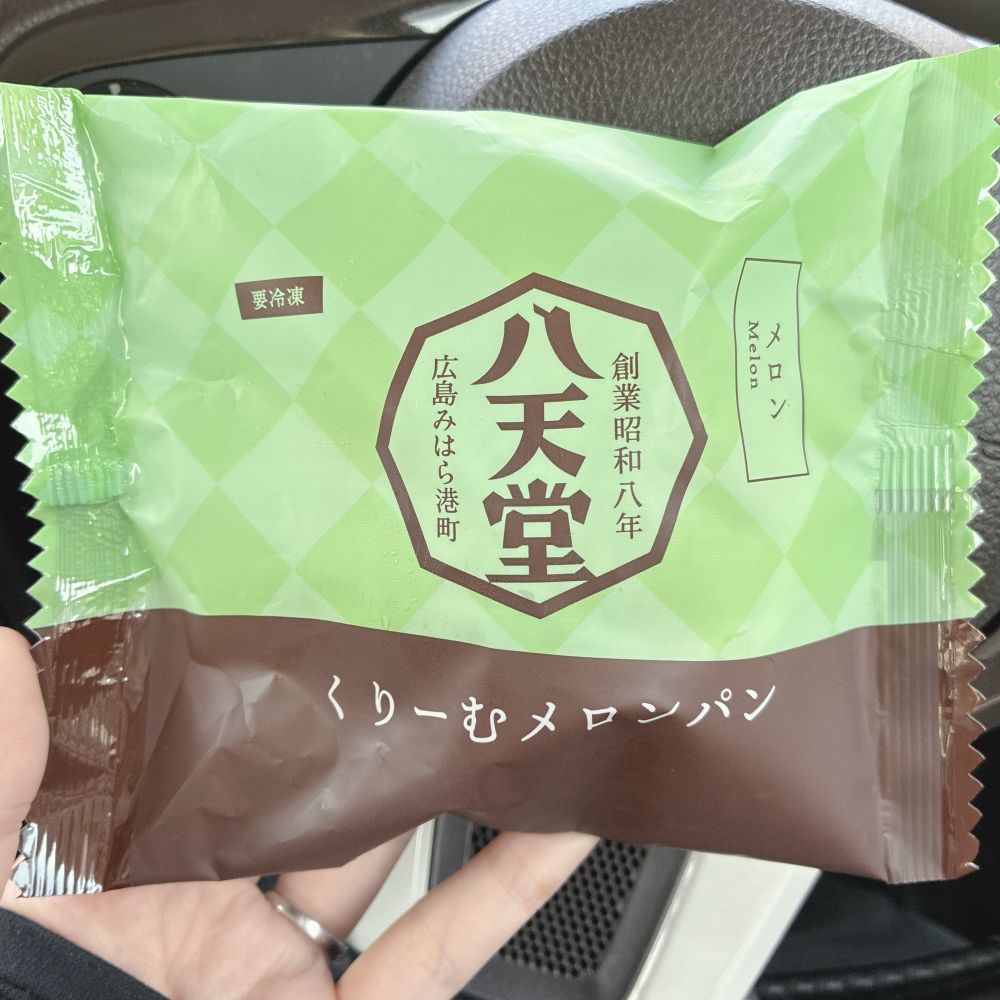 要冷凍
創業昭和八年
八天堂
広島みはら港町
メロン
Melon
くりーむメロンパン